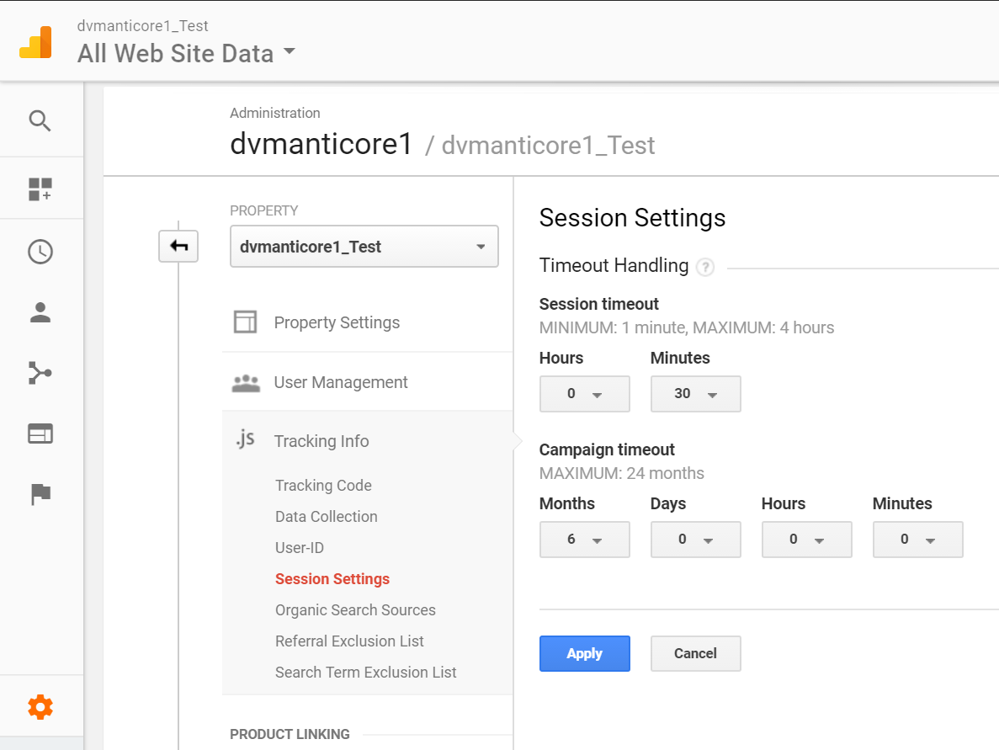 dvmanticore1_Test
All Web Site Data
Administration
dvmanticore1 / dvmanticore1_Test
PROPERTY
dvmanticore1_Test
Property Settings
User Management
.js Tracking Info
Tracking Code
Data Collection
User-ID
Session Settings
Organic Search Sources
Referral Exclusion List
Search Term Exclusion List
PRODUCT LINKING
Session Settings
Timeout Handling ?
Session timeout
MINIMUM: 1 minute, MAXIMUM: 4 hours
Hours Minutes
0 30
Campaign timeout
MAXIMUM: 24 months
Months Days Hours Minutes
6 0 0 0
Apply Cancel